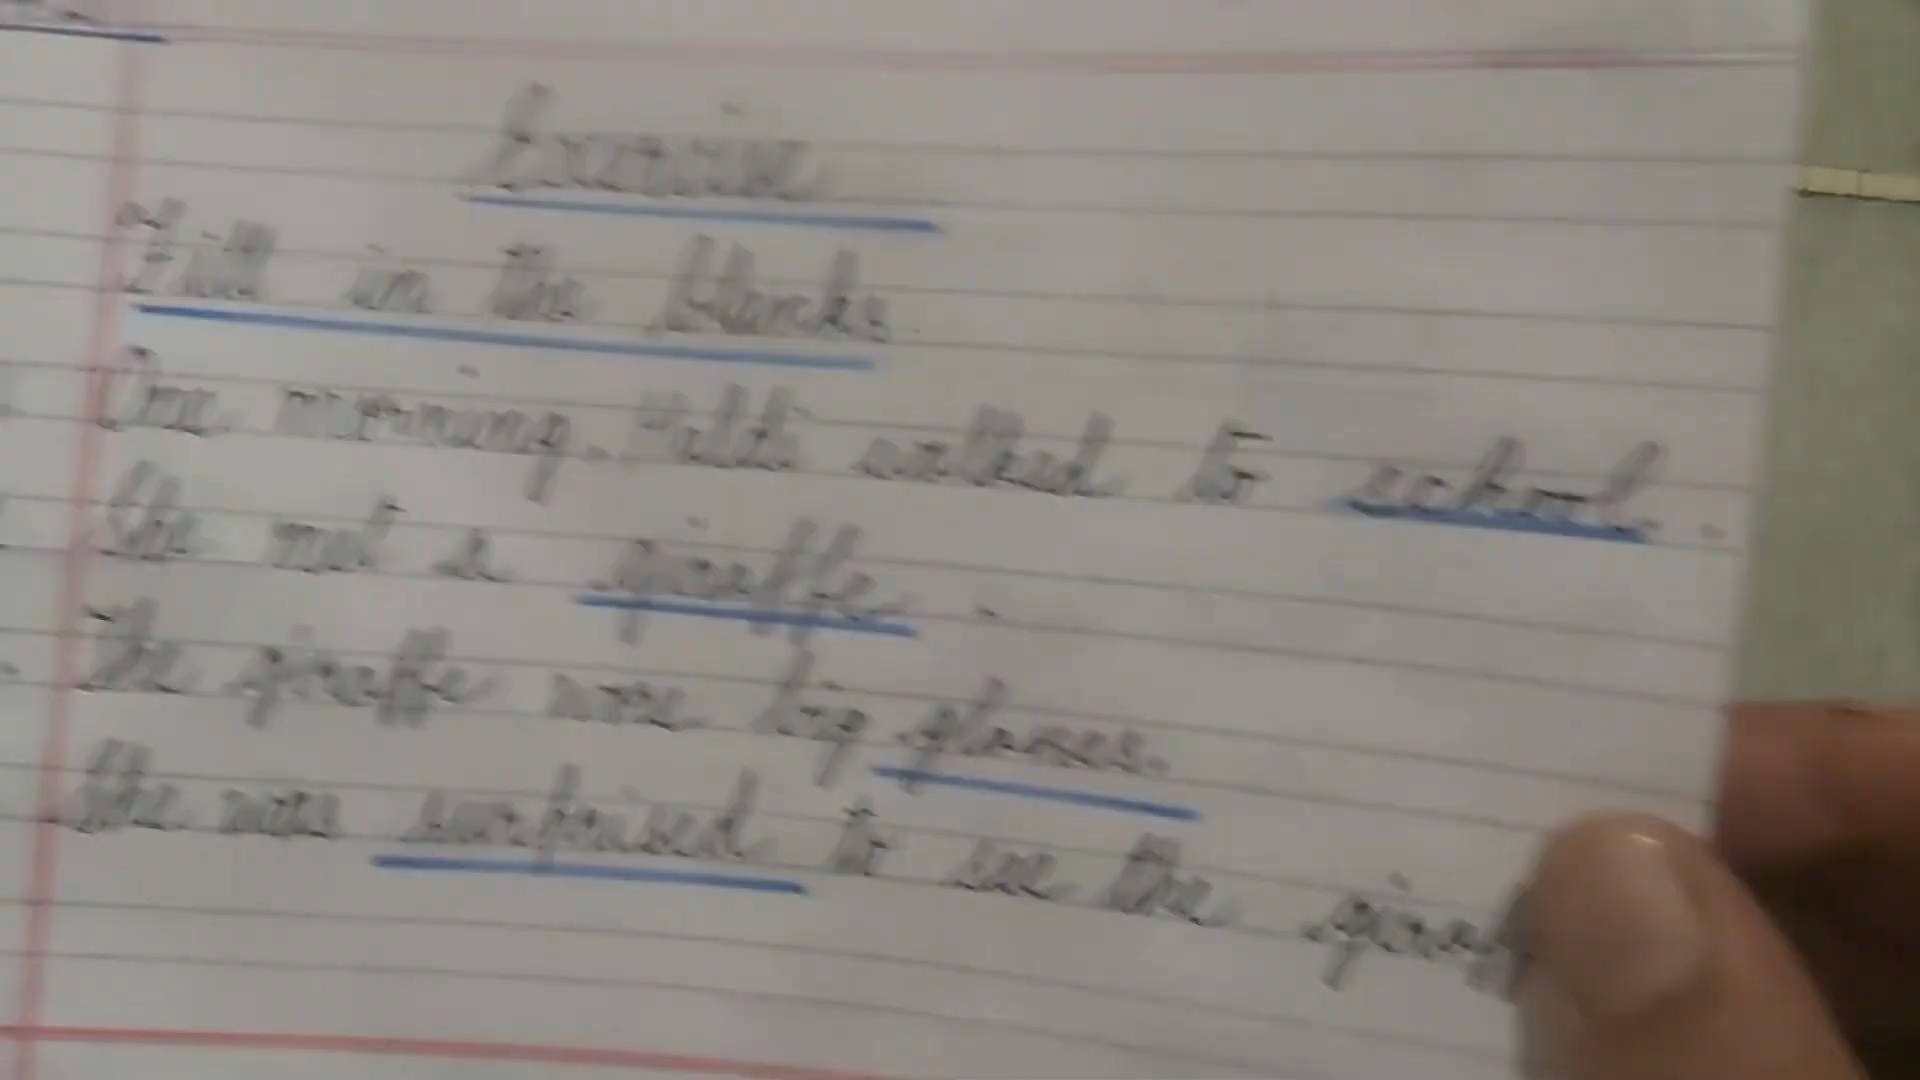 Exercise
Fill in the blanks
One morning, Malti walked to school.
She met a giraffe.
The giraffe wore big glasses.
She was surprised to see the